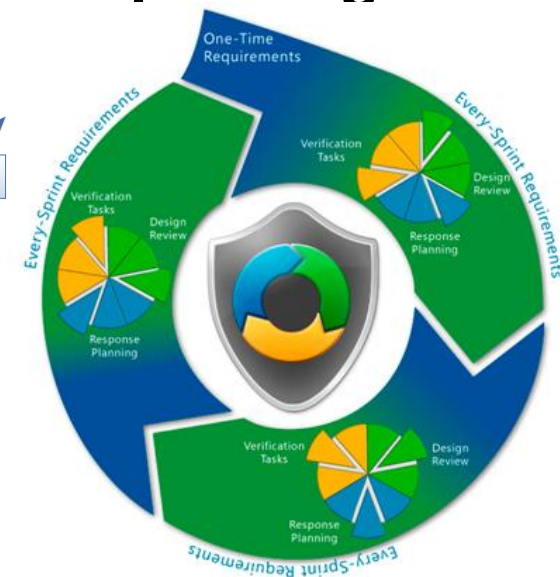 One-Time
Requirements
Every-Sprint Requirements
Verification
Tasks
Design
Review
Response
Planning
Every-Sprint Requirements
Verification
Tasks
Design
Review
Response
Planning
Verification
Tasks
Design
Review
Response
Planning
Every-Sprint Requirements